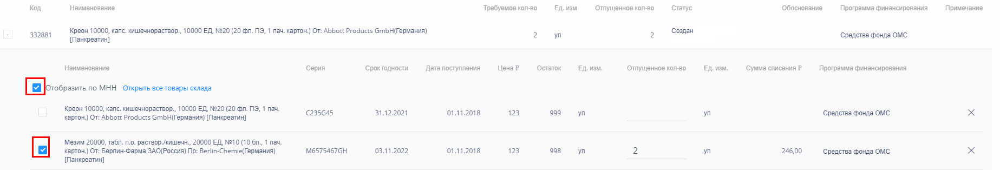 Код Наименование Требуемое кол-во Ед. изм Отпущенное кол-во Статус Обоснование Программа финансирования Примечание
- 332881 Креон 10000, капс. кишечнораствор., 10000 ЕД, №20 (20 фл. ПЭ, 1 пач. картон.) От: Abbott Products GmbH(Германия) 2 уп 2 Создан Средства фонда ОМС
[Панкреатин]
Наименование Серия Срок годности Дата поступления Цена ₽ Остаток Ед. изм. Отпущенное кол-во Ед. изм. Сумма списания ₽ Программа финансирования
Отобразить по МНН Открыть все товары склада
Креон 10000, капс. кишечнораствор., 10000 ЕД, №20 (20 фл. ПЭ, 1 пач.
картон.) От: Abbott Products GmbH(Германия) [Панкреатин] C235G45 31.12.2021 01.11.2018 123 999 уп уп Средства фонда ОМС
Мезим 20000, табл. п.о. раствор./кишечн., 20000 ЕД, №10 (10 бл., 1 пач.
картон.) От: Берлин-Фарма ЗАО(Россия) Пр: Berlin-Chemie(Германия) M6575467GH 03.11.2022 01.11.2018 123 998 уп 2 уп 246,00 Средства фонда ОМС
[Панкреатин]